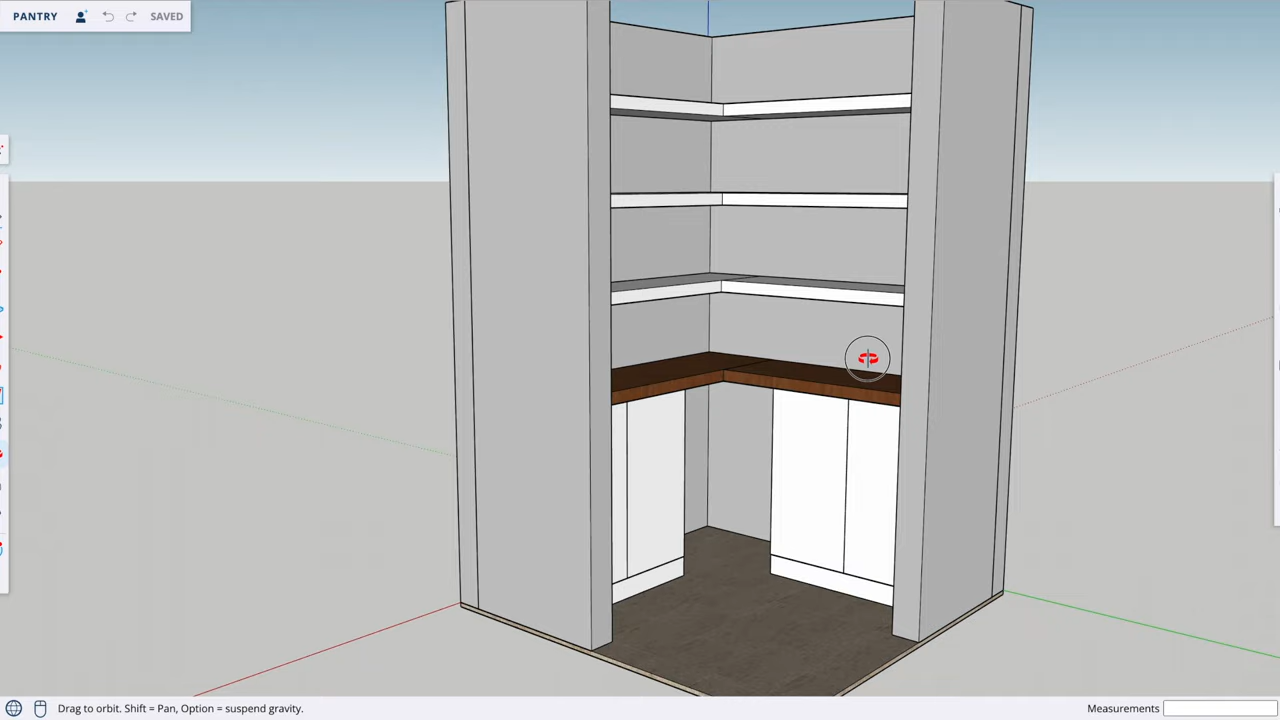 PANTRY SAVED
Drag to orbit. Shift = Pan, Option = suspend gravity. Measurements